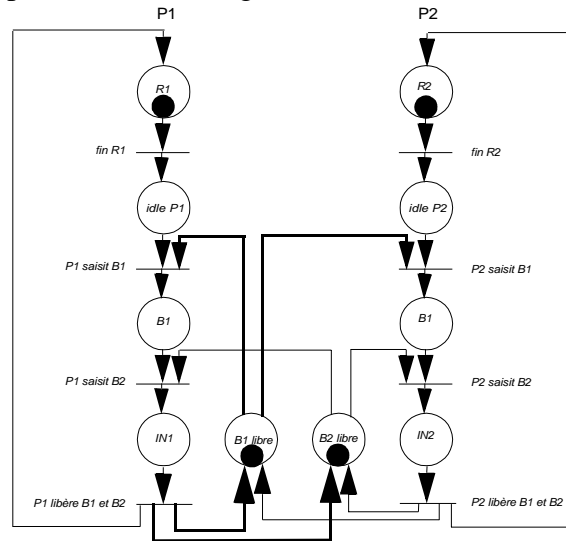 P1
P2
R1
R2
fin R1
fin R2
idle P1
idle P2
P1 saisit B1
P2 saisit B1
B1
B1
P1 saisit B2
P2 saisit B2
IN1
B1 libre
B2 libre
IN2
P1 libère B1 et B2
P2 libère B1 et B2